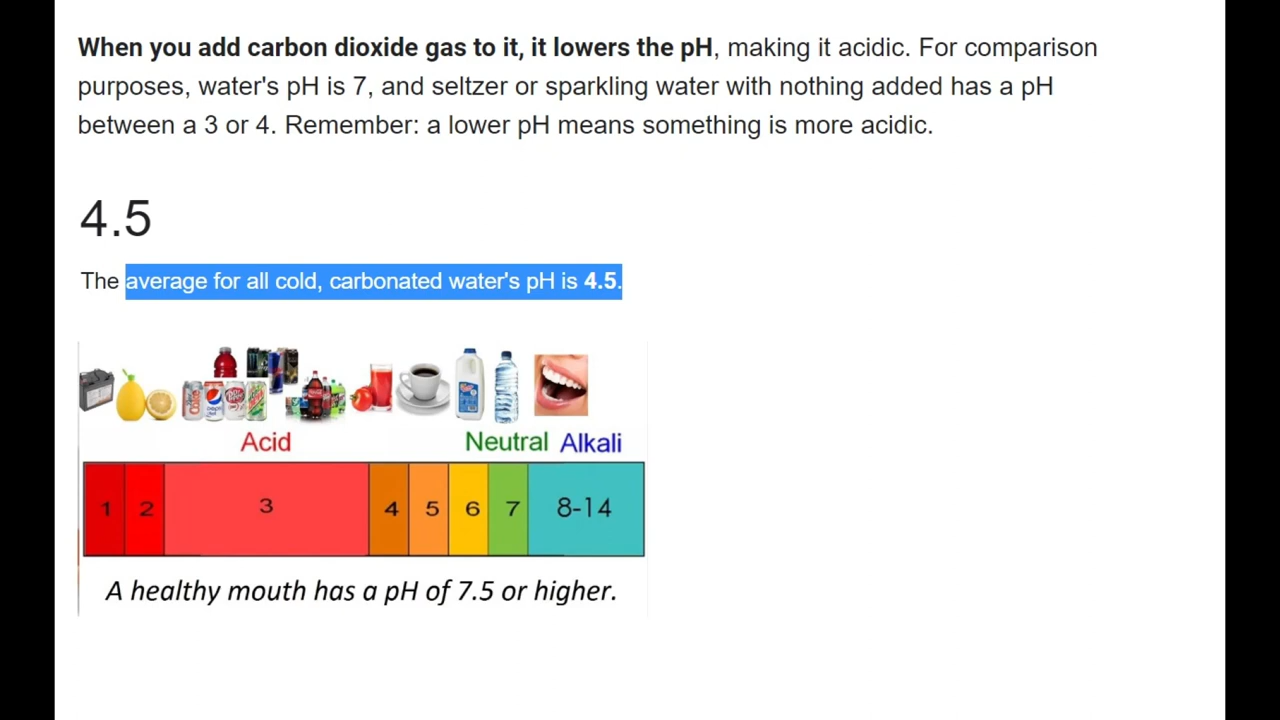 When you add carbon dioxide gas to it, it lowers the pH, making it acidic. For comparison
purposes, water's pH is 7, and seltzer or sparkling water with nothing added has a pH
between a 3 or 4. Remember: a lower pH means something is more acidic.
4.5
The average for all cold, carbonated water's pH is 4.5.
Acid Neutral Alkali
1 2 3 4 5 6 7 8-14
A healthy mouth has a pH of 7.5 or higher.